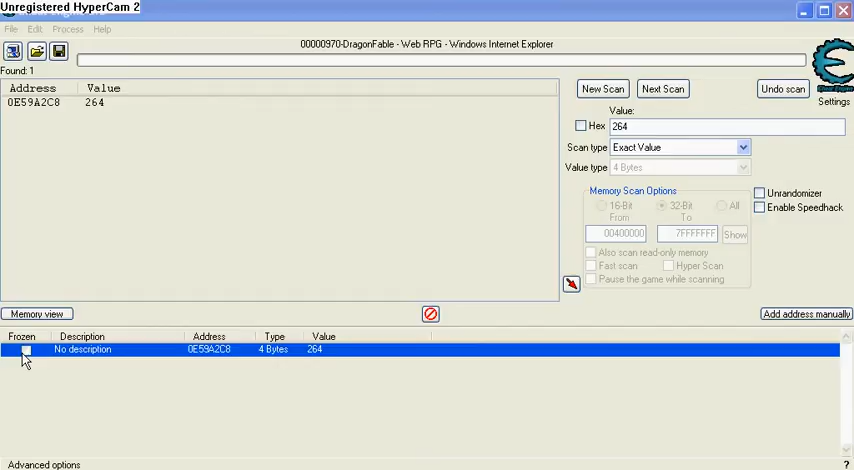 Unregistered HyperCam 2
File Edit Process Help
00000970-DragonFable - Web RPG - Windows Internet Explorer
Found: 1
Address Value
0E59A2C8 264
New Scan Next Scan Undo scan
Settings
Value:
Hex 264
Scan type Exact Value
Value type 4 Bytes
Memory Scan Options
16-Bit 32-Bit All
From To
00400000 7FFFFFFF Show
Also scan read-only memory
Fast scan Hyper Scan
Pause the game while scanning
Unrandomizer
Enable Speedhack
Memory view Add address manually
Frozen Description Address Type Value
No description 0E59A2C8 4 Bytes 264
Advanced options ?